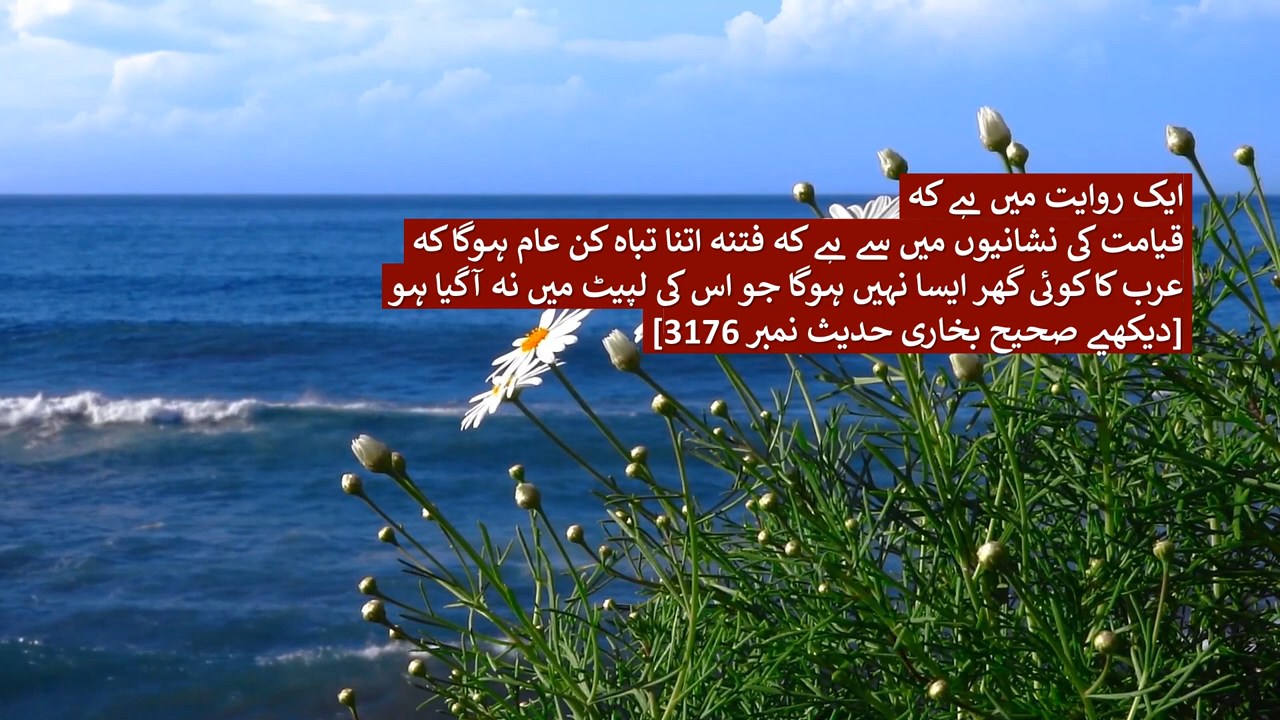 ایک روایت میں ہے کہ
قیامت کی نشانیوں میں سے ہے کہ فتنہ اتنا تباہ کن عام ہوگا کہ
عرب کا کوئی گھر ایسا نہیں ہوگا جو اس کی لپیٹ میں نہ آگیا ہو
[دیکھیے صحیح بخاری حدیث نمبر 3176]